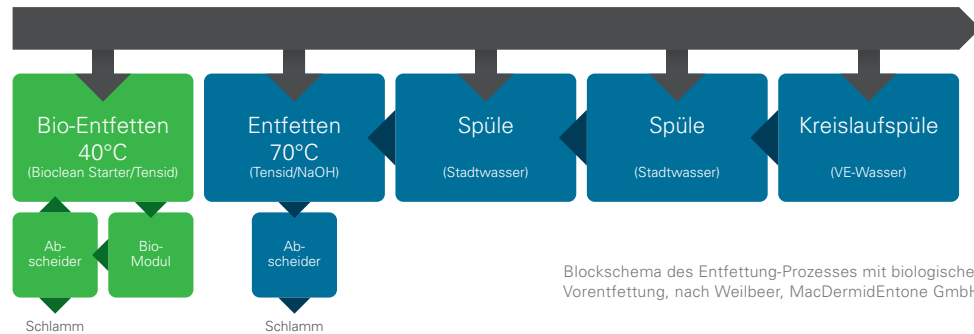 Bio-Entfetten
40°C
(Bioclean Starter/Tensid)
Entfetten
70°C
(Tensid/NaOH)
Spüle
(Stadtwasser)
Spüle
(Stadtwasser)
Kreislaufspüle
(VE-Wasser)
Ab-
scheider
Bio-
Modul
Ab-
scheider
Schlamm
Schlamm
Blockschema des Entfettung-Prozesses mit biologische
Vorentfettung, nach Weilbeer, MacDermidEntone GmbH